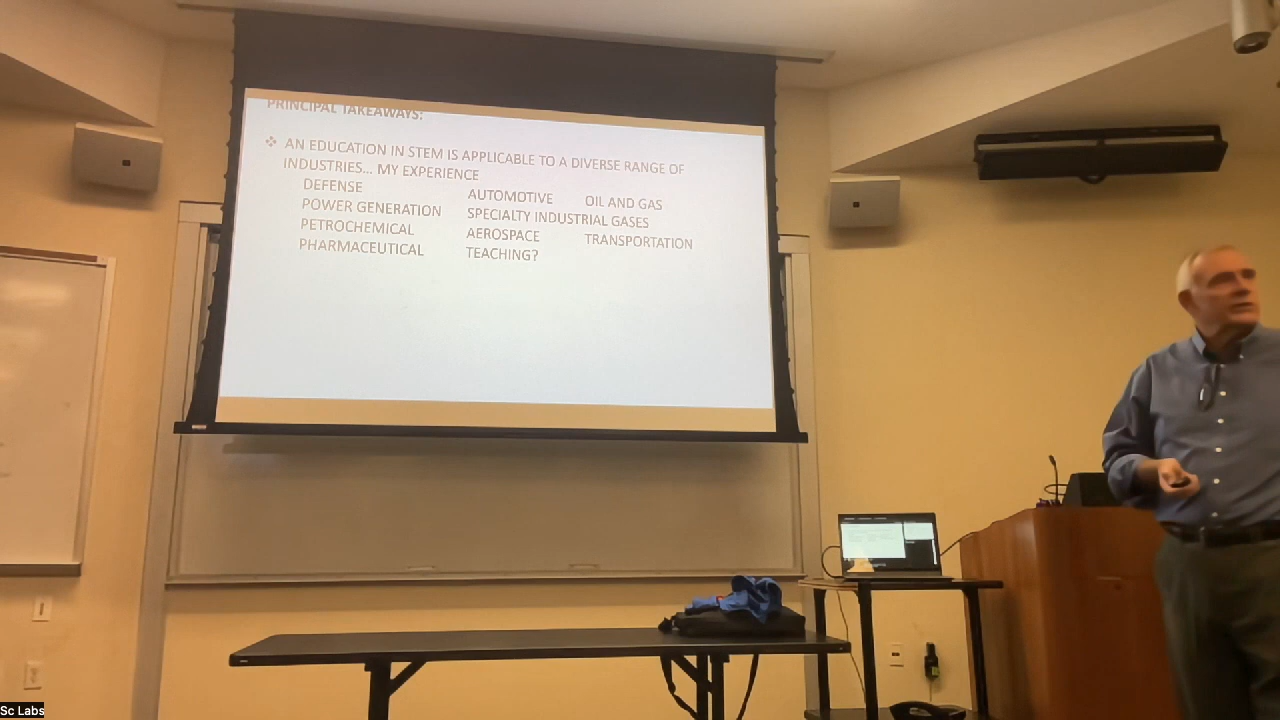 PRINCIPAL TAKEAWAYS:
❖ AN EDUCATION IN STEM IS APPLICABLE TO A DIVERSE RANGE OF
INDUSTRIES... MY EXPERIENCE
DEFENSE AUTOMOTIVE OIL AND GAS
POWER GENERATION SPECIALTY INDUSTRIAL GASES
PETROCHEMICAL AEROSPACE TRANSPORTATION
PHARMACEUTICAL TEACHING?
Sc Labs